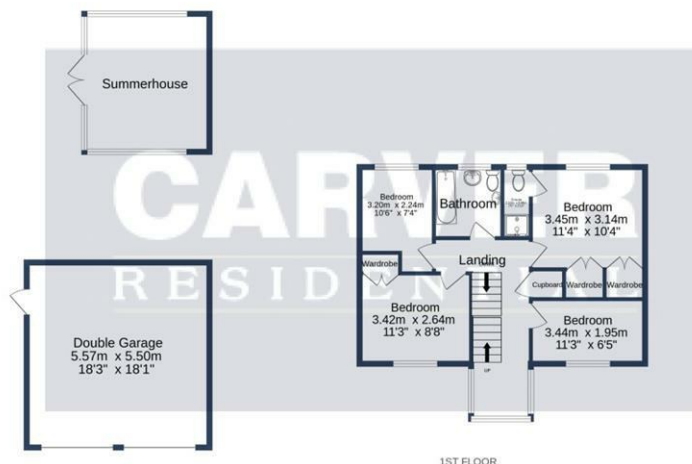 Summerhouse
CARVER
RESIDENTIAL
Bedroom
3.20m x 2.24m
10'6" x 7'4"
Bathroom
Bedroom
3.45m x 3.14m
11'4" x 10'4"
Landing
Wardrobe
Cupboard
Wardrobe
Wardrobe
Double Garage
5.57m x 5.50m
18'3" x 18'1"
Bedroom
3.42m x 2.64m
11'3" x 8'8"
Bedroom
3.44m x 1.95m
11'3" x 6'5"
UP
1ST FLOOR